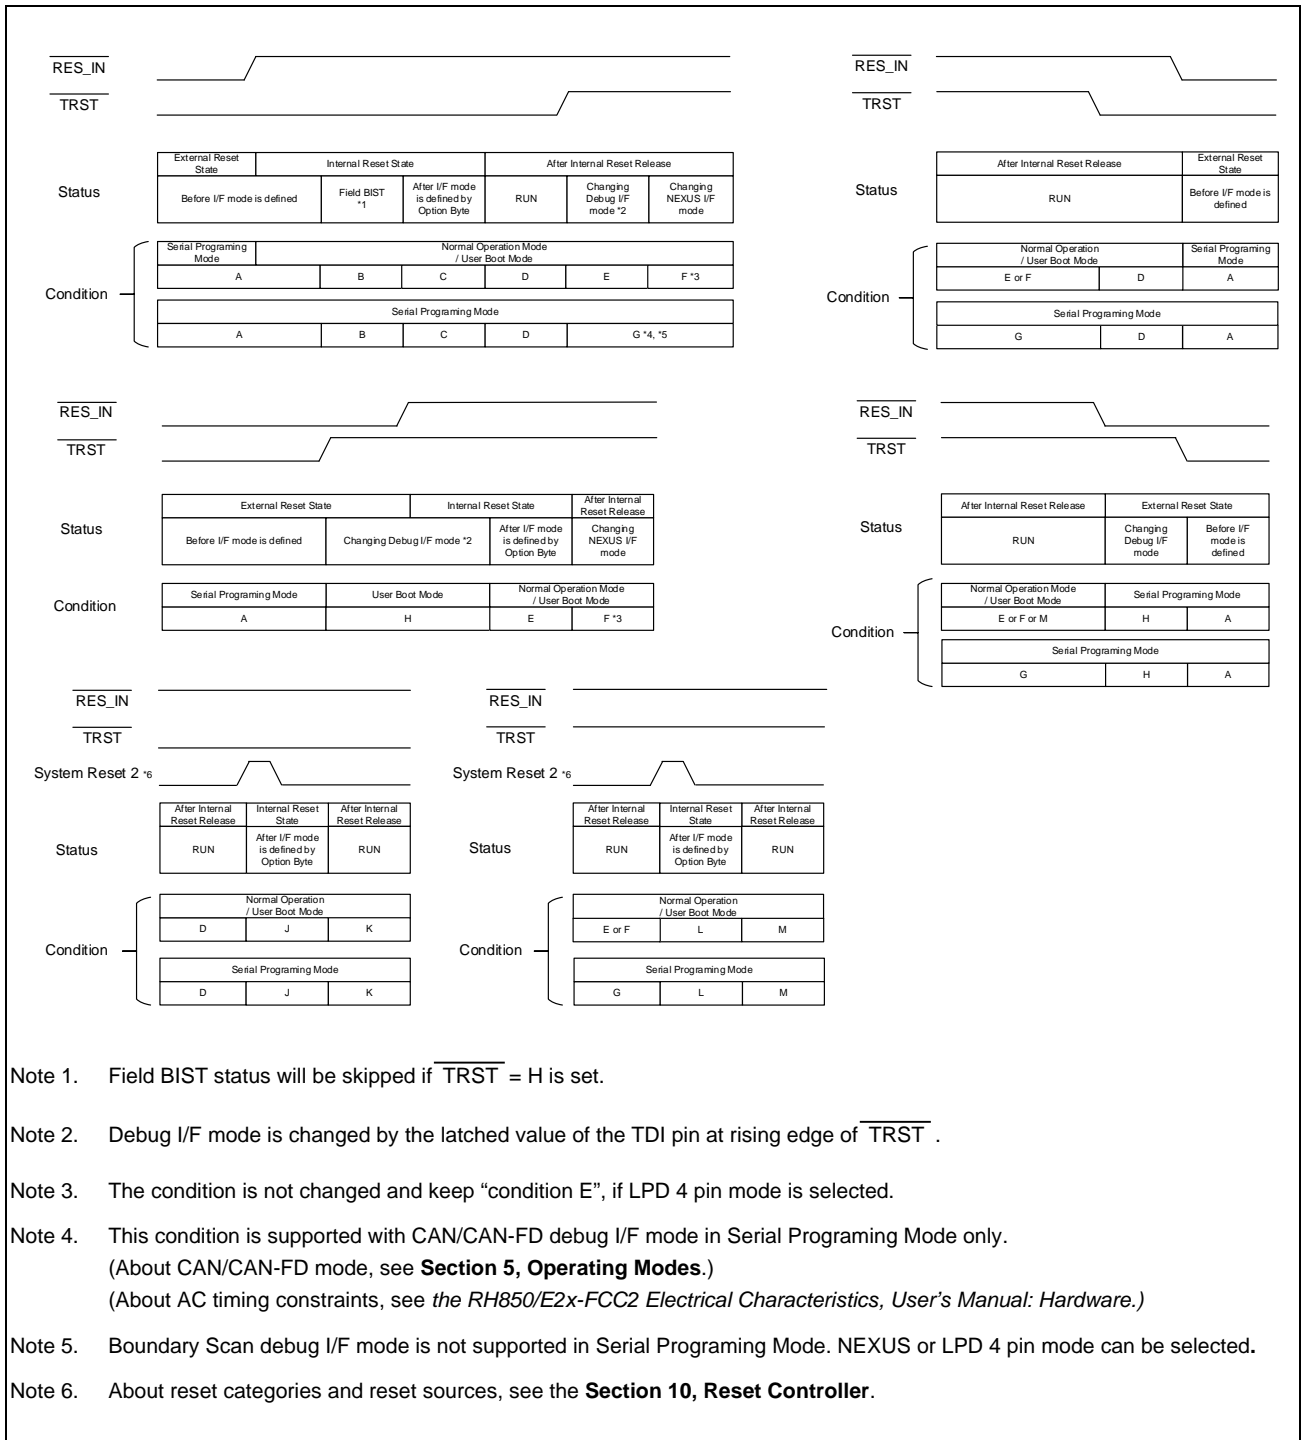 RES_IN
TRST
Status
External Reset State
Internal Reset State
After Internal Reset Release
Before I/F mode is defined
Field BIST *1
After I/F mode is defined by Option Byte
RUN
Changing Debug I/F mode *2
Changing NEXUS I/F mode
Condition
Serial Programing Mode
Normal Operation Mode / User Boot Mode
A B C D E F *3
Serial Programing Mode
A B C D G *4, *5
RES_IN
TRST
Status
After Internal Reset Release
External Reset State
RUN
Before I/F mode is defined
Condition
Normal Operation / User Boot Mode
Serial Programing Mode
E or F D A
Serial Programing Mode
G D A
RES_IN
TRST
Status
External Reset State
Internal Reset State
After Internal Reset Release
Before I/F mode is defined
Changing Debug I/F mode *2
After I/F mode is defined by Option Byte
Changing NEXUS I/F mode
Condition
Serial Programing Mode
User Boot Mode
Normal Operation Mode / User Boot Mode
A H E F *3
RES_IN
TRST
Status
After Internal Reset Release
External Reset State
RUN
Changing Debug I/F mode
Before I/F mode is defined
Condition
Normal Operation Mode / User Boot Mode
Serial Programing Mode
E or F or M H A
Serial Programing Mode
G H A
RES_IN
TRST
System Reset 2 *6
Status
After Internal Reset Release
Internal Reset State
After Internal Reset Release
RUN
After I/F mode is defined by Option Byte
RUN
Condition
Normal Operation / User Boot Mode
D J K
Serial Programing Mode
D J K
RES_IN
TRST
System Reset 2 *6
Status
After Internal Reset Release
Internal Reset State
After Internal Reset Release
RUN
After I/F mode is defined by Option Byte
RUN
Condition
Normal Operation / User Boot Mode
E or F L M
Serial Programing Mode
G L M
Note 1. Field BIST status will be skipped if TRST = H is set.
Note 2. Debug I/F mode is changed by the latched value of the TDI pin at rising edge of TRST .
Note 3. The condition is not changed and keep “condition E”, if LPD 4 pin mode is selected.
Note 4. This condition is supported with CAN/CAN-FD debug I/F mode in Serial Programing Mode only.
(About CAN/CAN-FD mode, see Section 5, Operating Modes.)
(About AC timing constraints, see the RH850/E2x-FCC2 Electrical Characteristics, User’s Manual: Hardware.)
Note 5. Boundary Scan debug I/F mode is not supported in Serial Programing Mode. NEXUS or LPD 4 pin mode can be selected.
Note 6. About reset categories and reset sources, see the Section 10, Reset Controller.